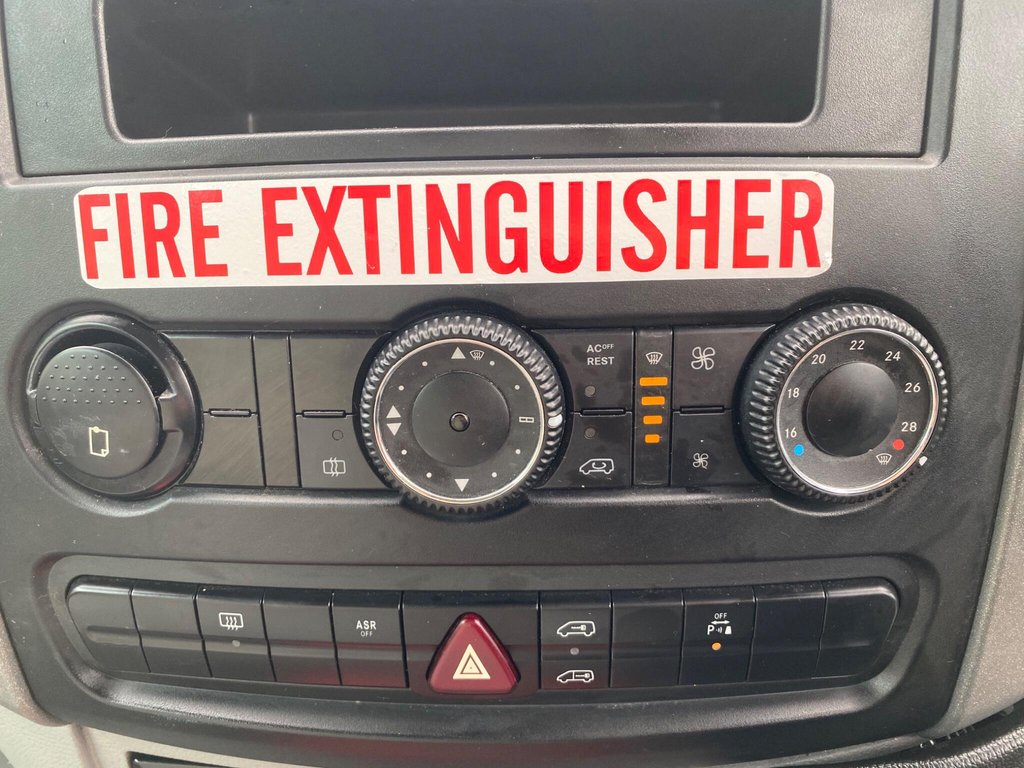 FIRE EXTINGUISHER
AC OFF
REST
16 18 20 22 24 26 28
ASR
OFF
OFF
P